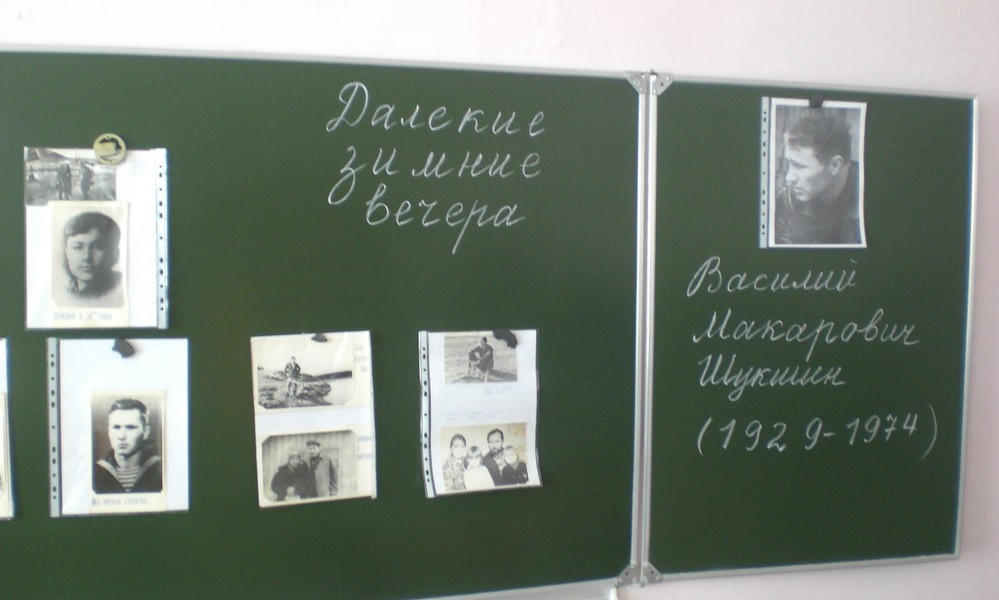 Далекие
зимние
вечера
Василий
Макарович
Шукшин
(1929-1974)